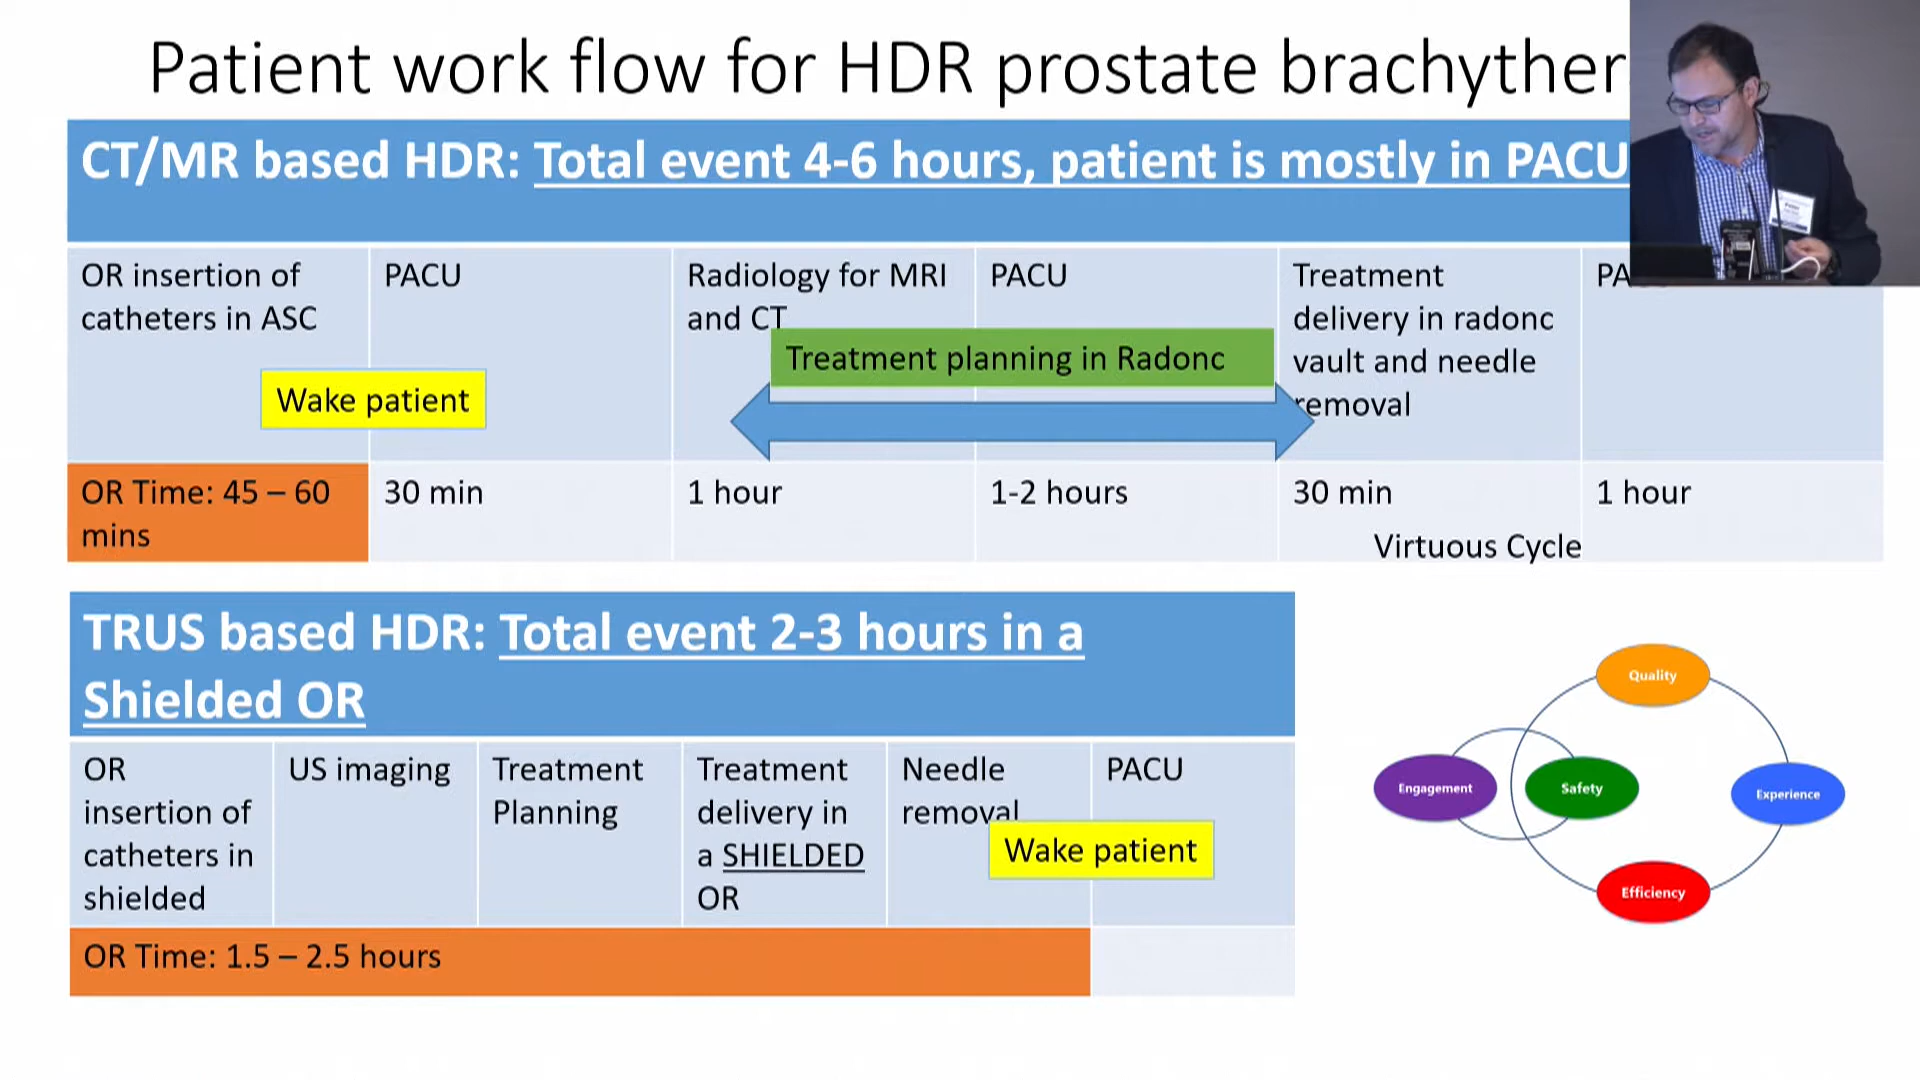 Patient work flow for HDR prostate
CT/MR based HDR: Total event 4-6 hours, patient is mostly in PACU
OR insertion of
catheters in ASC
PACU
Radiology for MRI
and CT
PACU
Treatment
delivery in radonc
vault and needle
removal
Treatment planning in Radonc
Wake patient
OR Time: 45 – 60
mins
30 min
1 hour
1-2 hours
30 min
1 hour
Virtuous Cycle
TRUS based HDR: Total event 2-3 hours in a
Shielded OR
OR
insertion of
catheters in
shielded
US imaging
Treatment
Planning
Treatment
delivery in
a SHIELDED
OR
Needle
removal
PACU
Wake patient
OR Time: 1.5 – 2.5 hours
Quality
Engagement
Safety
Experience
Efficiency